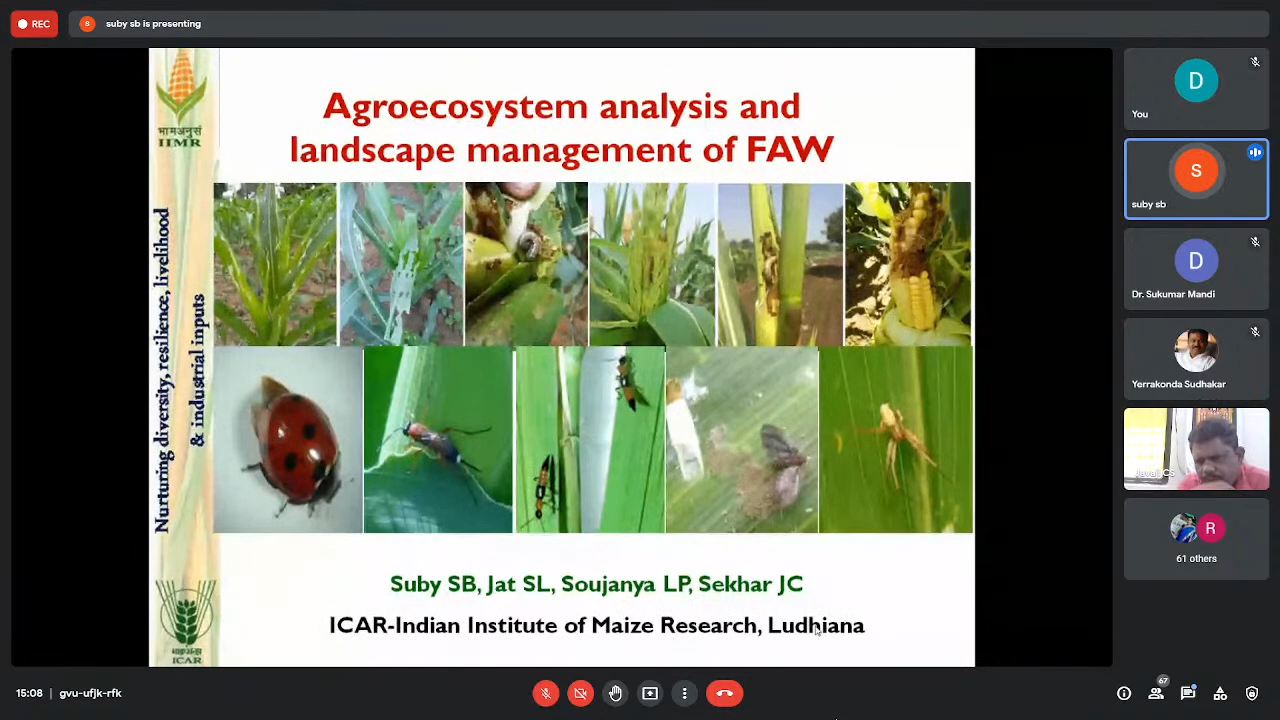 REC
S
suby sb is presenting
भाकृअनुसं
IIMR
Agroecosystem analysis and
landscape management of FAW
Nurturing diversity, resilience, livelihood
& industrial inputs
Suby SB, Jat SL, Soujanya LP, Sekhar JC
ICAR-Indian Institute of Maize Research, Ludhiana
ICAR
D
You
S
suby sb
D
Dr. Sukumar Mandi
Yerrakonda Sudhakar
R
61 others
15:08 | gvu-ufjk-rfk
67